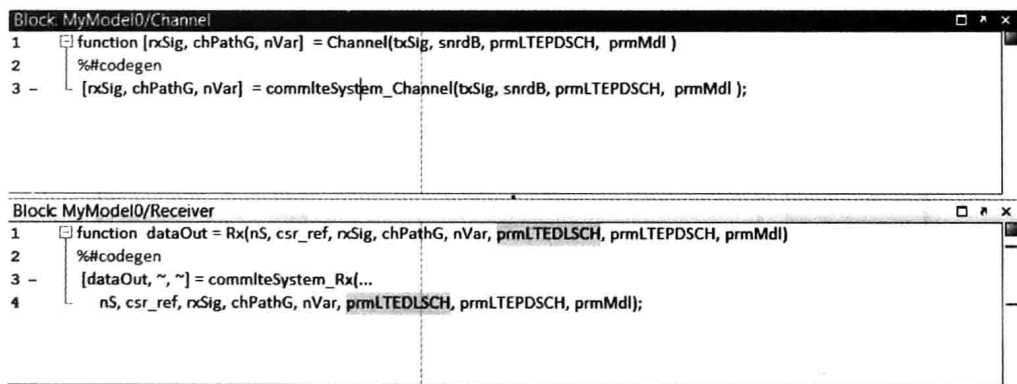 Block: MyModel0/Channel
1 function [rxSig, chPathG, nVar] = Channel(txSig, snrdB, prmLTEPDSCH, prmMdl )
2 %#codegen
3 - [rxSig, chPathG, nVar] = commlteSystem_Channel(txSig, snrdB, prmLTEPDSCH, prmMdl );
Block: MyModel0/Receiver
1 function dataOut = Rx(nS, csr_ref, rxSig, chPathG, nVar, prmLTEDLSCH, prmLTEPDSCH, prmMdl)
2 %#codegen
3 - [dataOut, ~, ~] = commlteSystem_Rx(...
4 nS, csr_ref, rxSig, chPathG, nVar, prmLTEDLSCH, prmLTEPDSCH, prmMdl);